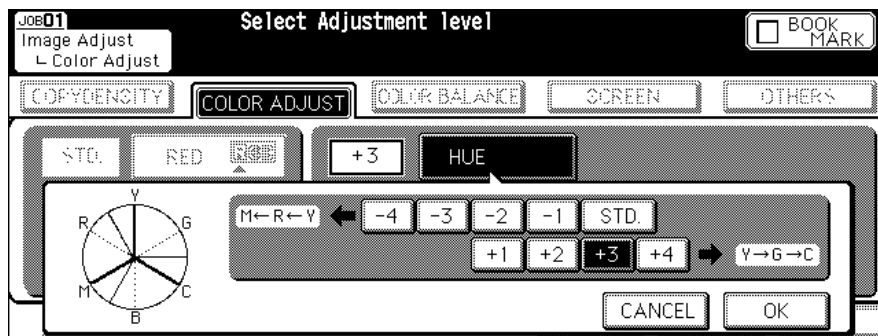 JOB01 Select Adjustment level
BOOK
MARK
Image Adjust
└ Color Adjust
COPYDENSITY COLOR ADJUST COLOR BALANCE SCREEN OTHERS
STD. RED RGB +3 HUE
Y
R G
M C
B
M←R←Y -4 -3 -2 -1 STD.
+1 +2 +3 +4 Y→G→C
CANCEL OK